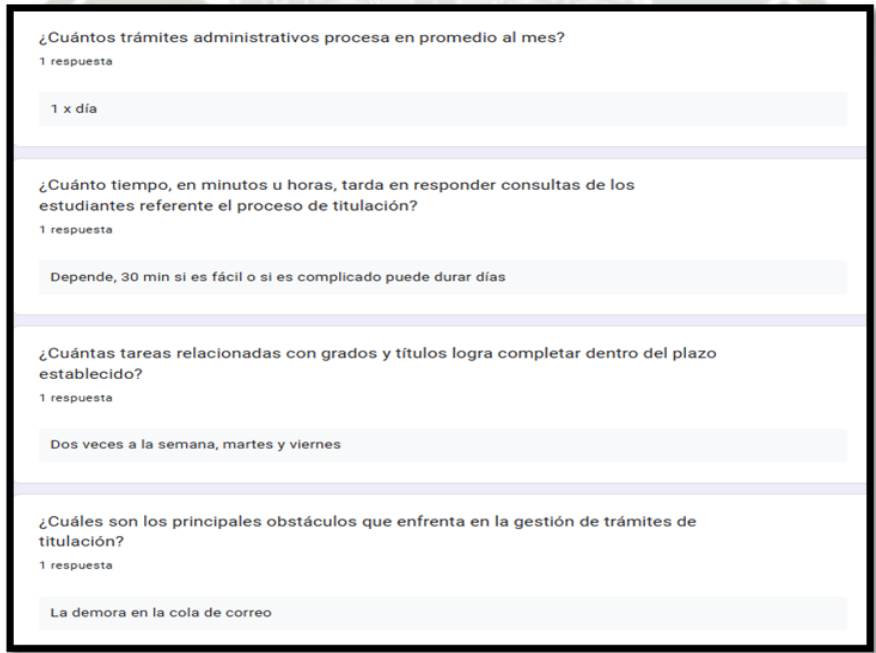 ¿Cuántos trámites administrativos procesa en promedio al mes?
1 respuesta
1 x día
¿Cuánto tiempo, en minutos u horas, tarda en responder consultas de los
estudiantes referente el proceso de titulación?
1 respuesta
Depende, 30 min si es fácil o si es complicado puede durar días
¿Cuántas tareas relacionadas con grados y títulos logra completar dentro del plazo
establecido?
1 respuesta
Dos veces a la semana, martes y viernes
¿Cuáles son los principales obstáculos que enfrenta en la gestión de trámites de
titulación?
1 respuesta
La demora en la cola de correo